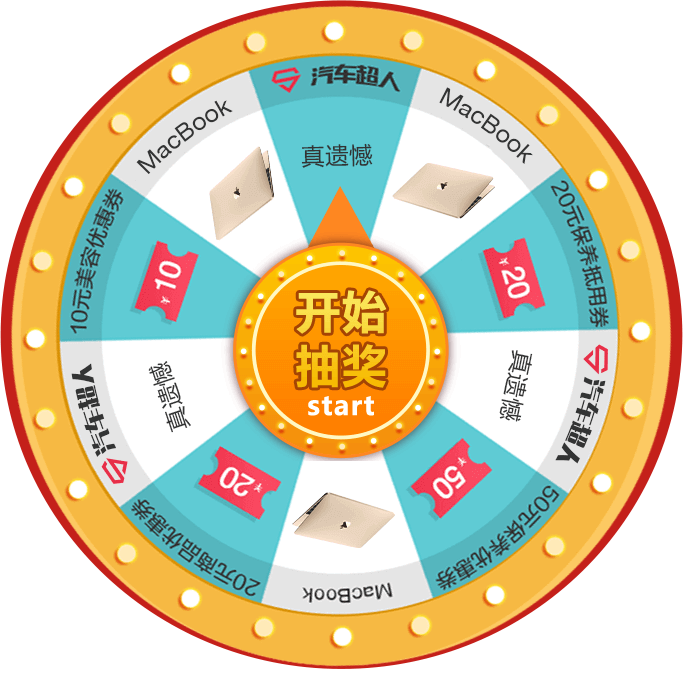 汽车超人
真遗憾
MacBook
20元保养抵用券
¥20
汽车超人
真遗憾
50元保养优惠券
¥50
MacBook
20元商品优惠券
¥20
汽车超人
真遗憾
10元美容优惠券
¥10
MacBook
开始
抽奖
start